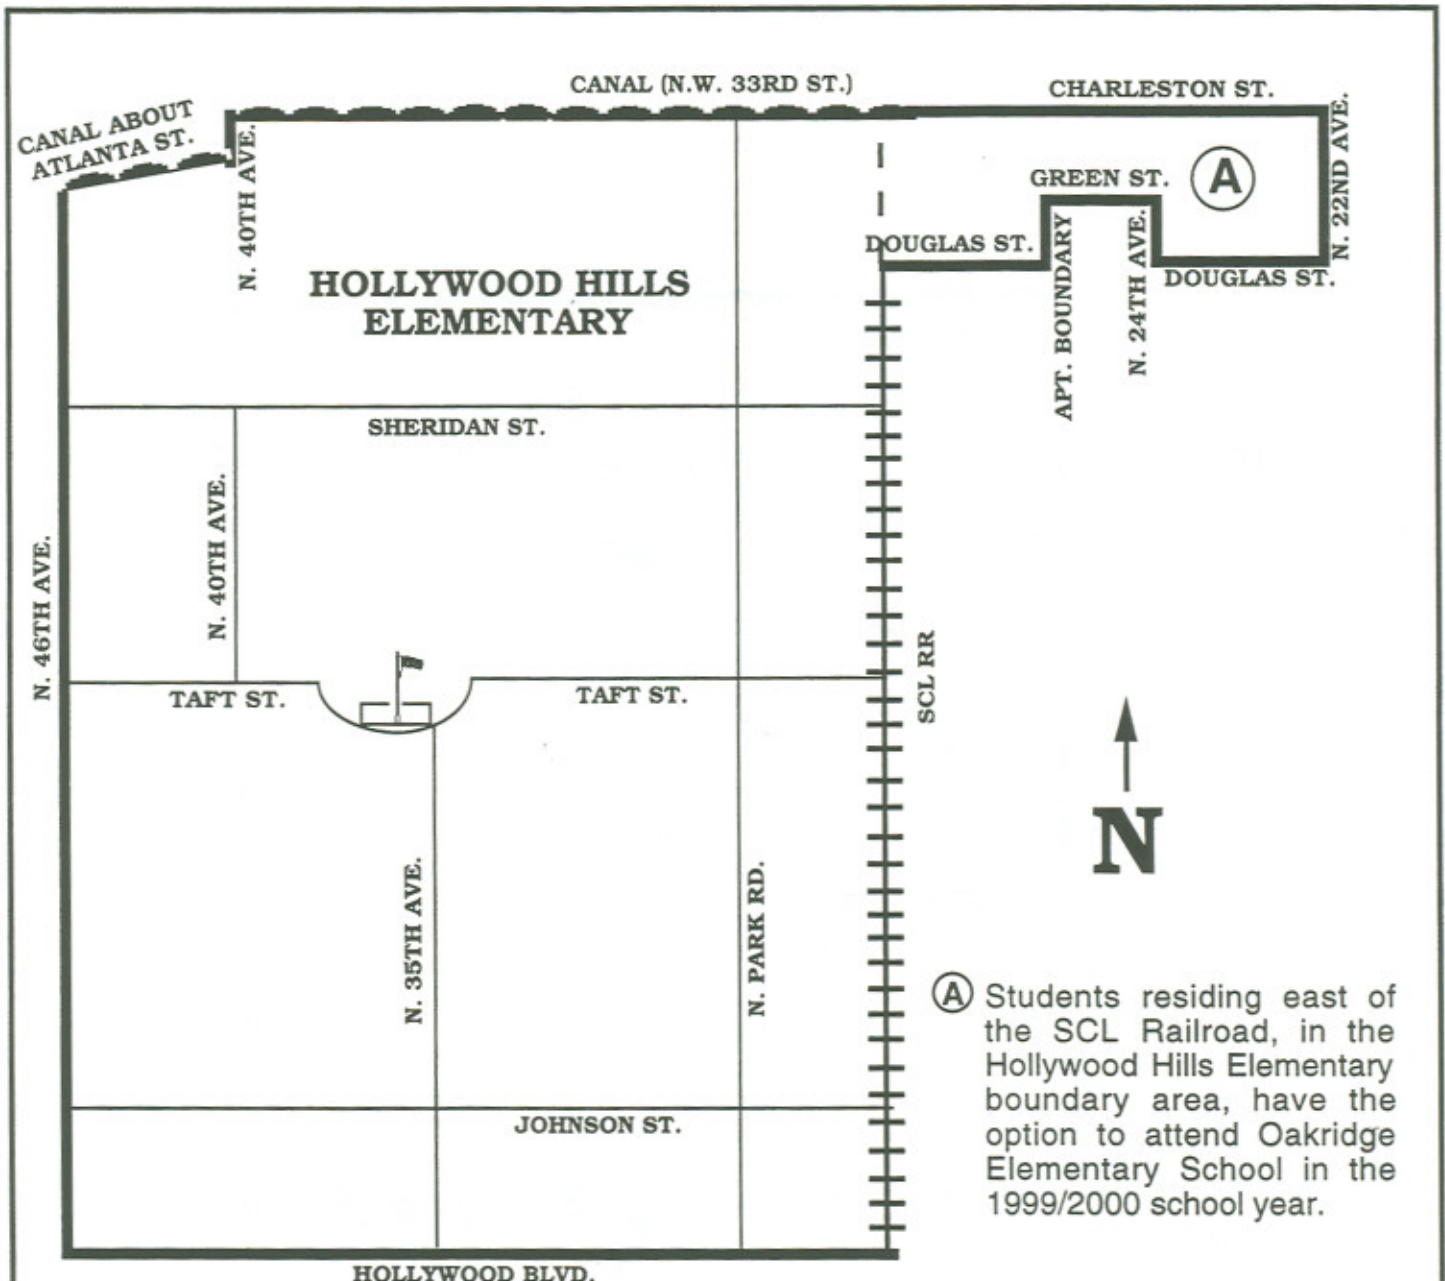 CANAL (N.W. 33RD ST.)
CHARLESTON ST.
CANAL ABOUT
ATLANTA ST.
N. 40TH AVE.
N. 22ND AVE.
GREEN ST.
A
DOUGLAS ST.
APT. BOUNDARY
N. 24TH AVE.
DOUGLAS ST.
HOLLYWOOD HILLS
ELEMENTARY
SHERIDAN ST.
N. 46TH AVE.
N. 40TH AVE.
TAFT ST.
TAFT ST.
SCL RR
N
N. 35TH AVE.
N. PARK RD.
A Students residing east of
the SCL Railroad, in the
Hollywood Hills Elementary
boundary area, have the
option to attend Oakridge
Elementary School in the
1999/2000 school year.
JOHNSON ST.
HOLLYWOOD BLVD.